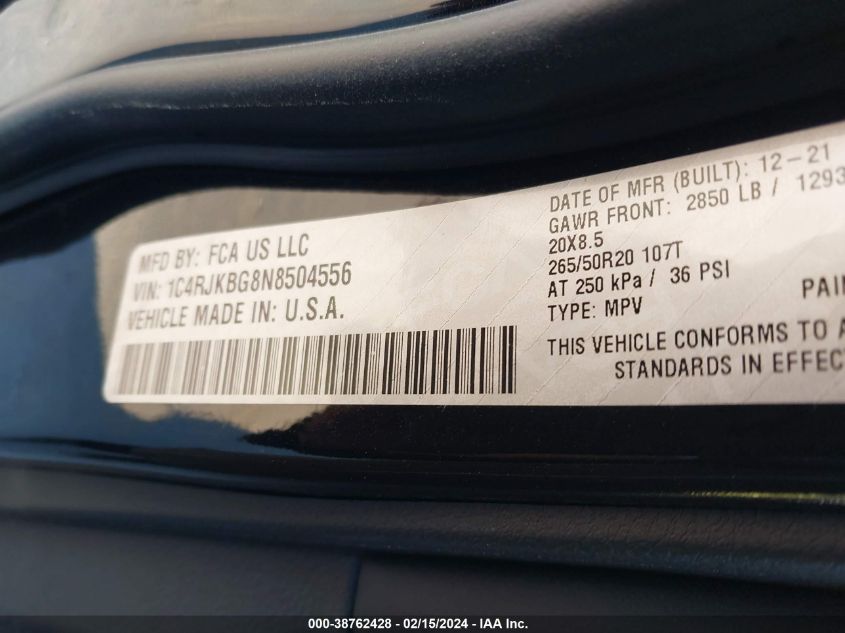 MFD BY: FCA US LLC
VIN: 1C4RJKBG8N8504556
VEHICLE MADE IN: U.S.A.
DATE OF MFR (BUILT): 12-21
GAWR FRONT: 2850 LB / 1293
20X8.5
265/50R20 107T
AT 250 kPa / 36 PSI
TYPE: MPV
PAI
THIS VEHICLE CONFORMS TO A
STANDARDS IN EFFEC
000-38762428 - 02/15/2024 - IAA Inc.